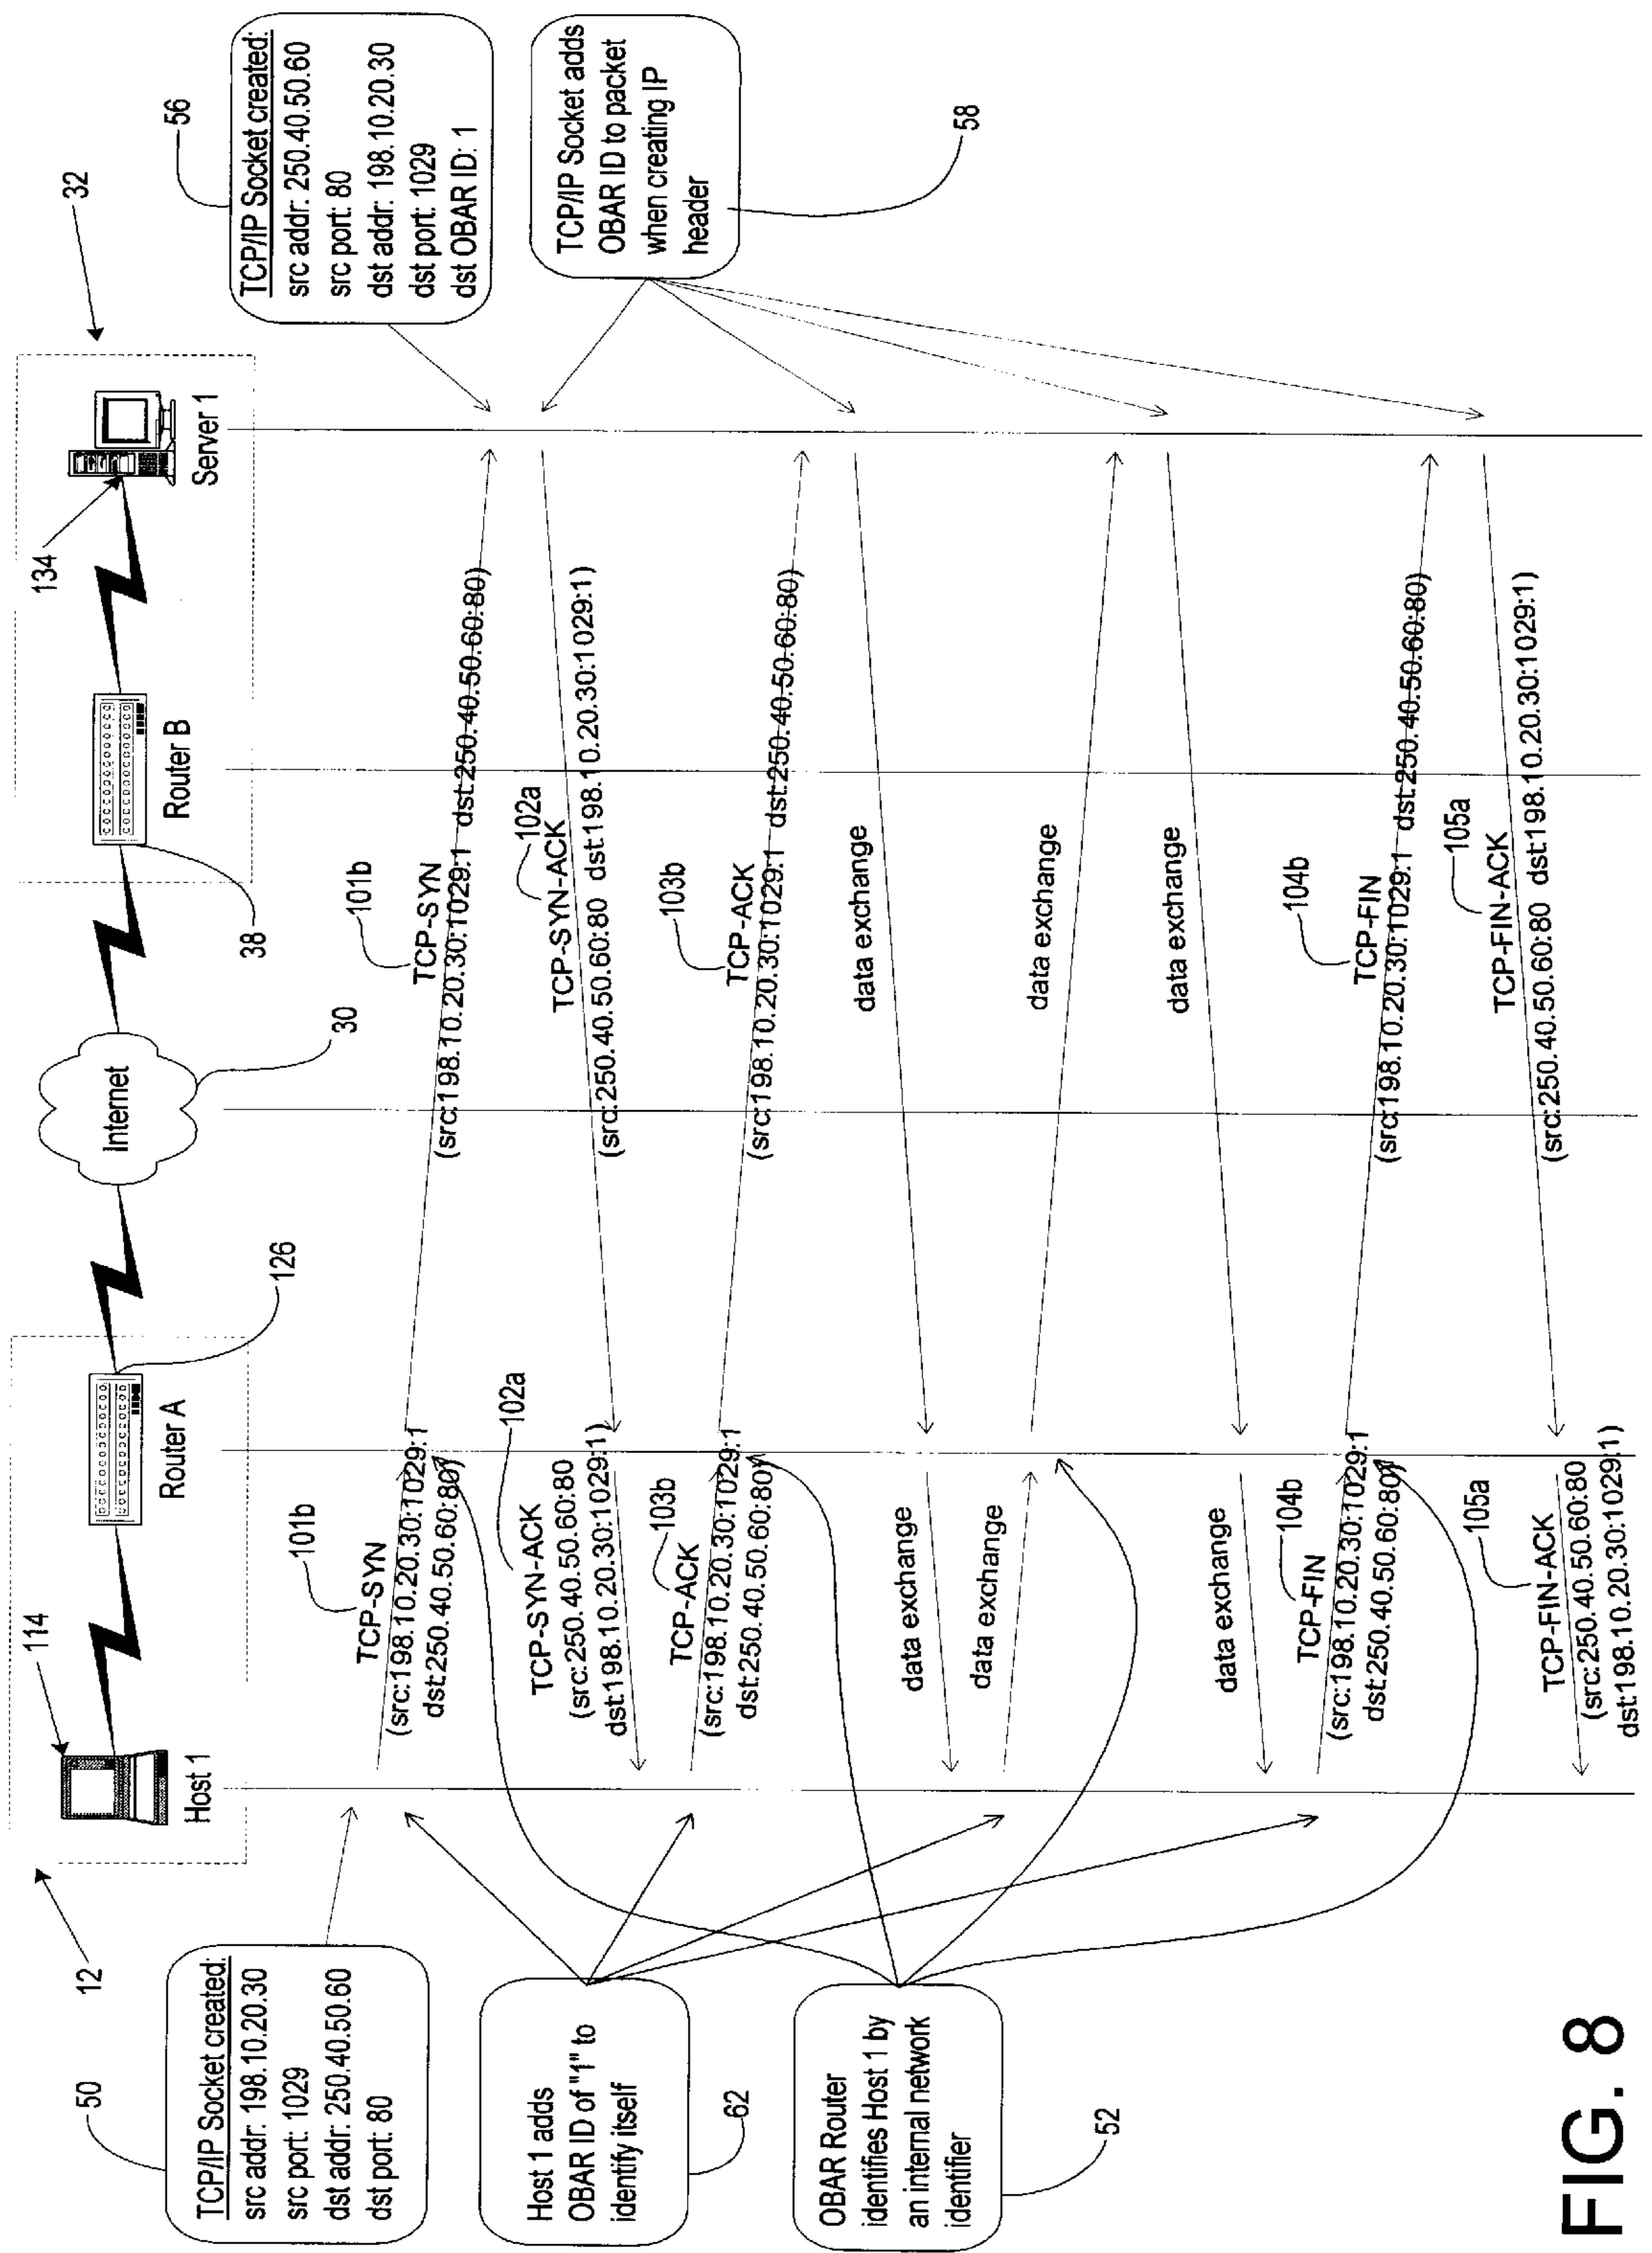 12
114
Host 1
Router A
126
Internet
30
Router B
38
134
Server 1
32
50
TCP/IP Socket created:
src addr: 198.10.20.30
src port: 1029
dst addr: 250.40.50.60
dst port: 80
Host 1 adds
OBAR ID of "1" to
identify itself
62
OBAR Router
identifies Host 1 by
an internal network
identifier
52
56
TCP/IP Socket created:
src addr: 250.40.50.60
src port: 80
dst addr: 198.10.20.30
dst port: 1029
dst OBAR ID: 1
TCP/IP Socket adds
OBAR ID to packet
when creating IP
header
58
101b
TCP-SYN
(src:198.10.20.30:1029:1
dst:250.40.50.60:80)
101b
TCP-SYN
(src:198.10.20.30:1029:1 dst:250.40.50.60:80)
102a
TCP-SYN-ACK
(src:250.40.50.60:80
dst:198.10.20.30:1029:1)
102a
TCP-SYN-ACK
(src:250.40.50.60:80 dst:198.10.20.30:1029:1)
103b
TCP-ACK
(src:198.10.20.30:1029:1
dst:250.40.50.60:80)
103b
TCP-ACK
(src:198.10.20.30:1029:1 dst:250.40.50.60:80)
data exchange
data exchange
data exchange
data exchange
data exchange
data exchange
104b
TCP-FIN
(src:198.10.20.30:1029:1
dst:250.40.50.60:80)
104b
TCP-FIN
(src:198.10.20.30:1029:1 dst:250.40.50.60:80)
105a
TCP-FIN-ACK
(src:250.40.50.60:80
dst:198.10.20.30:1029:1)
105a
TCP-FIN-ACK
(src:250.40.50.60:80 dst:198.10.20.30:1029:1)
FIG. 8